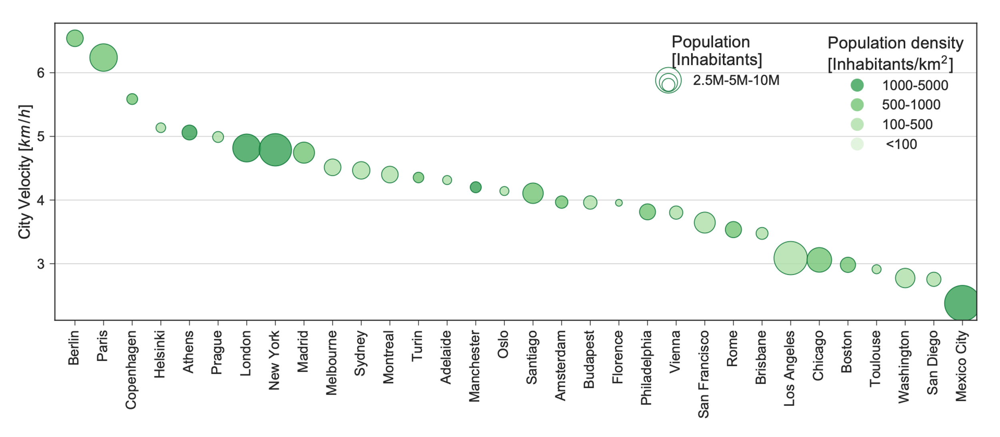 City Velocity [km/h]
6
5
4
3
Population
[Inhabitants]
2.5M-5M-10M
Population density
[Inhabitants/km²]
1000-5000
500-1000
100-500
<100
Berlin
Paris
Copenhagen
Helsinki
Athens
Prague
London
New York
Madrid
Melbourne
Sydney
Montreal
Turin
Adelaide
Manchester
Oslo
Santiago
Amsterdam
Budapest
Florence
Philadelphia
Vienna
San Francisco
Rome
Brisbane
Los Angeles
Chicago
Boston
Toulouse
Washington
San Diego
Mexico City